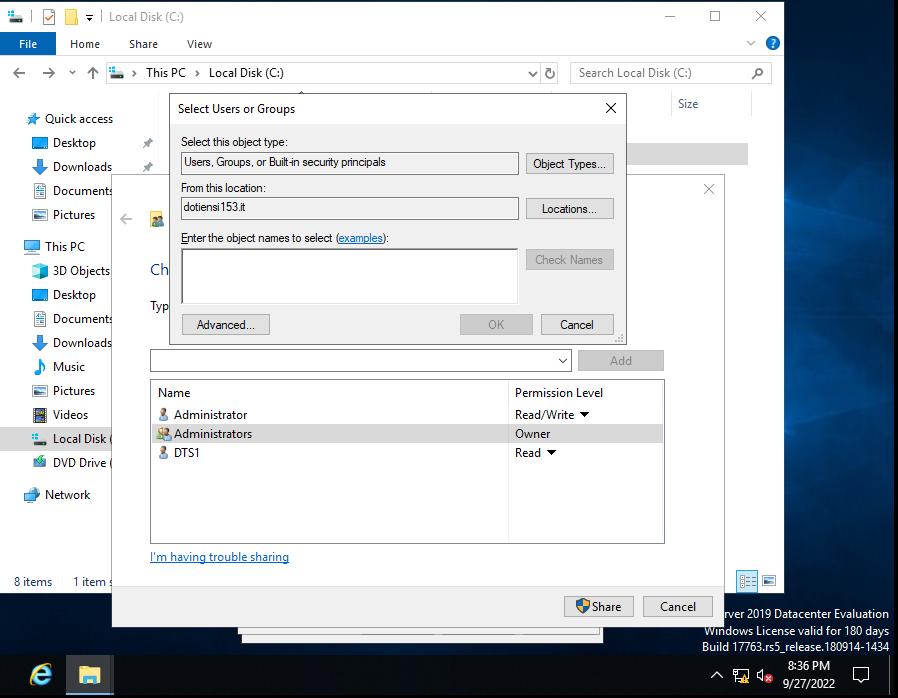 Local Disk (C:)
File
Home
Share
View
This PC
Local Disk (C:)
Search Local Disk (C:)
Size
Quick access
Desktop
Downloads
Documents
Pictures
This PC
3D Objects
Desktop
Documents
Downloads
Music
Pictures
Videos
Local Disk (
DVD Drive (
Network
8 items
1 item s
Select Users or Groups
Select this object type:
Users, Groups, or Built-in security principals
Object Types...
From this location:
dotiensi153.it
Locations...
Enter the object names to select (examples):
Check Names
Advanced...
OK
Cancel
Ch
Typ
Add
Name
Permission Level
Administrator
Read/Write
Administrators
Owner
DTS1
Read
I'm having trouble sharing
Share
Cancel
rver 2019 Datacenter Evaluation
Windows License valid for 180 days
Build 17763.rs5_release.180914-1434
8:36 PM
9/27/2022